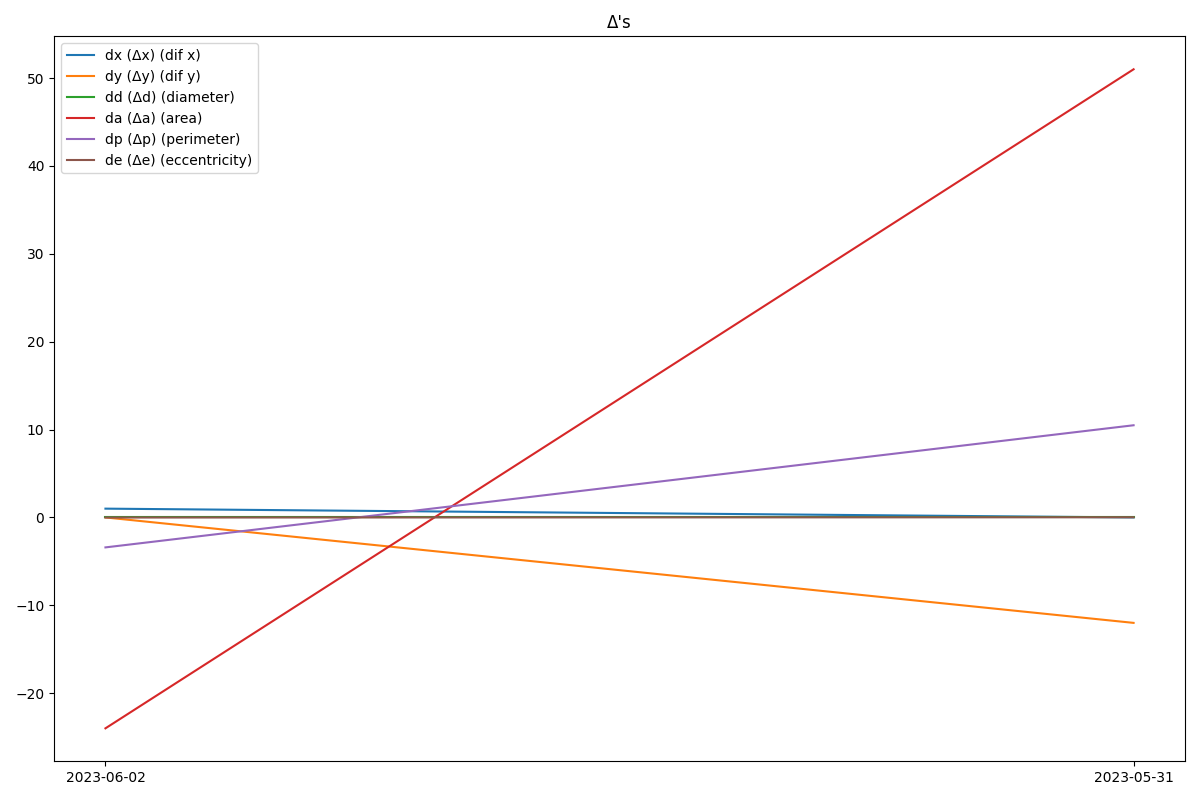 Δ's
dx (Δx) (dif x)
dy (Δy) (dif y)
dd (Δd) (diameter)
da (Δa) (area)
dp (Δp) (perimeter)
de (Δe) (eccentricity)
50
40
30
20
10
0
−10
−20
2023-06-02
2023-05-31